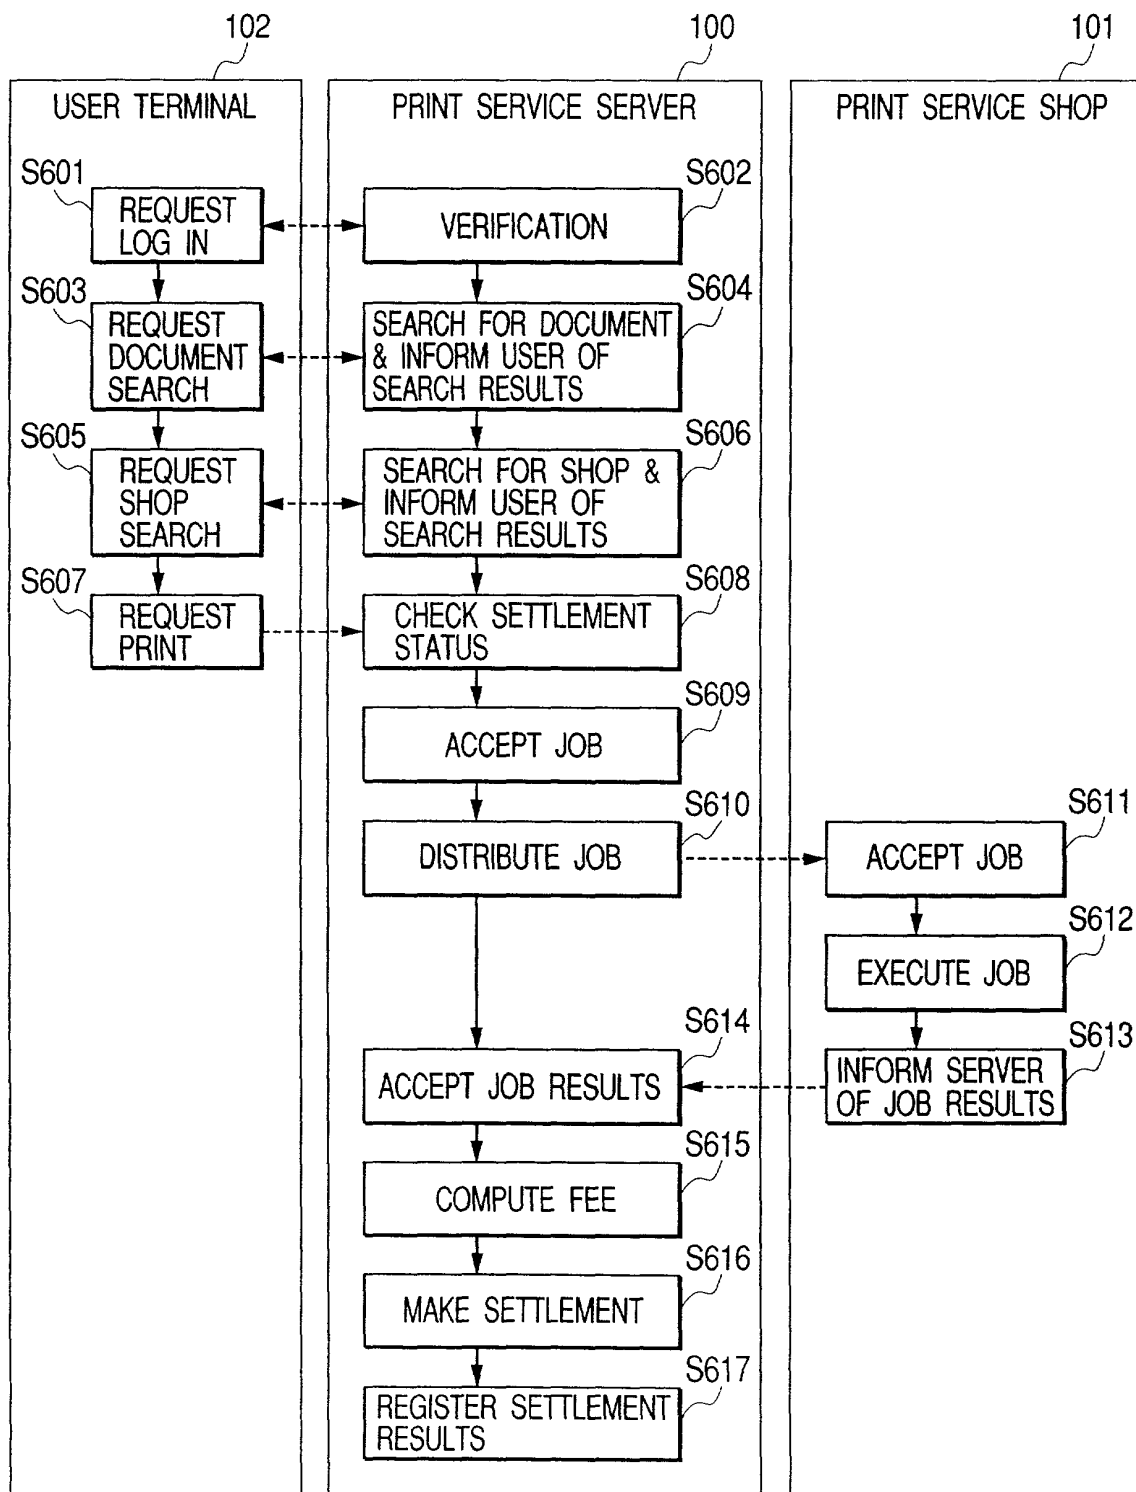 102
100
101
USER TERMINAL
PRINT SERVICE SERVER
PRINT SERVICE SHOP
S601
REQUEST
LOG IN
S602
VERIFICATION
S603
REQUEST
DOCUMENT
SEARCH
S604
SEARCH FOR DOCUMENT
& INFORM USER OF
SEARCH RESULTS
S605
REQUEST
SHOP
SEARCH
S606
SEARCH FOR SHOP &
INFORM USER OF
SEARCH RESULTS
S607
REQUEST
PRINT
S608
CHECK SETTLEMENT
STATUS
S609
ACCEPT JOB
S610
DISTRIBUTE JOB
S611
ACCEPT JOB
S612
EXECUTE JOB
S613
INFORM SERVER
OF JOB RESULTS
S614
ACCEPT JOB RESULTS
S615
COMPUTE FEE
S616
MAKE SETTLEMENT
S617
REGISTER SETTLEMENT
RESULTS